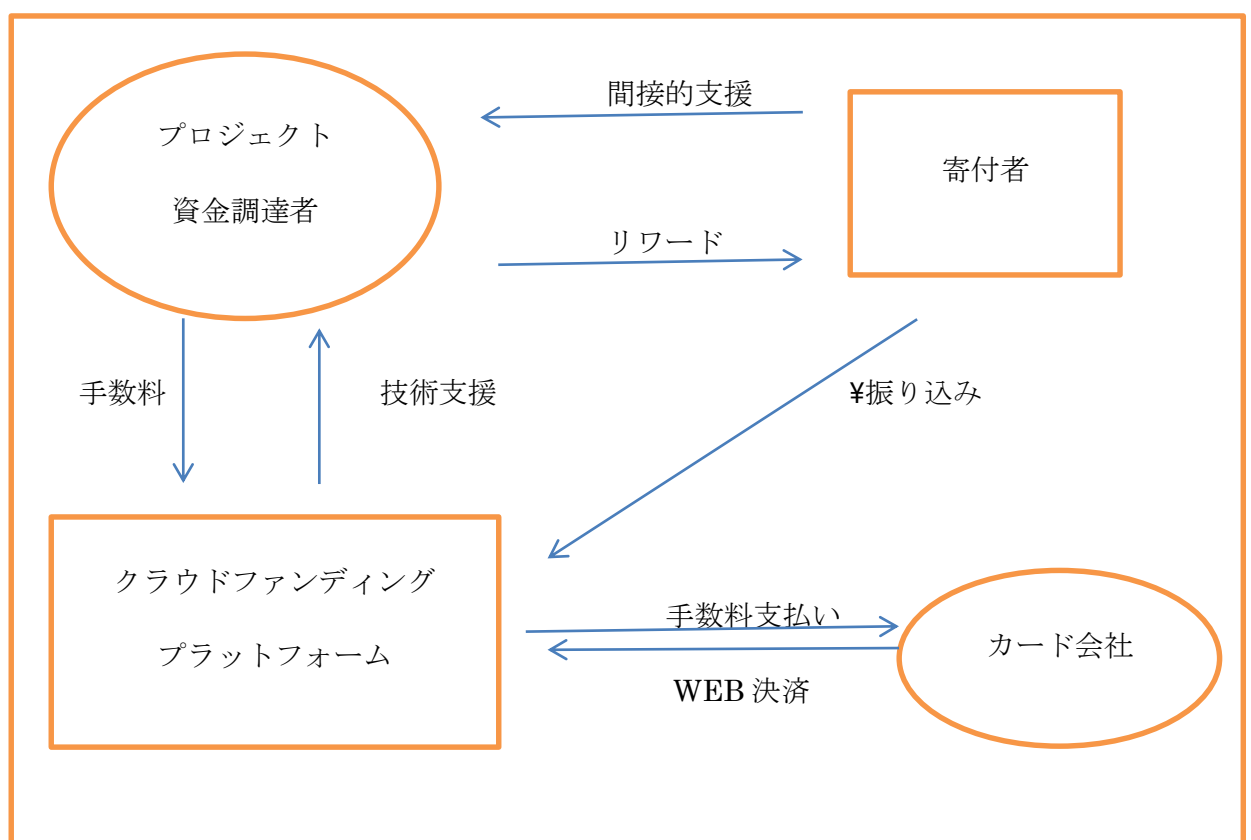 間接的支援
プロジェクト
資金調達者
寄付者
リワード
手数料
技術支援
¥振り込み
クラウドファンディング
プラットフォーム
手数料支払い
カード会社
WEB 決済